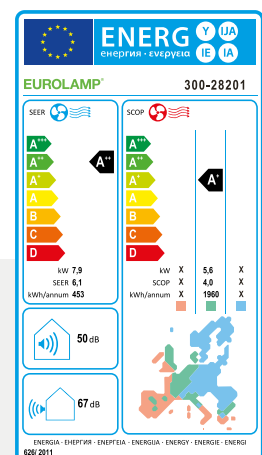 ENERG Y IJA
енергия · ενεργεια IE IA
EUROLAMP® 300-28201
SEER SCOP
A+++ A+++
A++ A++ A++
A+ A+ A+
A A
B B
C C
D D
kW 7,9 kW X 5,6 X
SEER 6,1 SCOP X 4,0 X
kWh/annum 453 kWh/annum X 1960 X
50 dB
67 dB
ENERGIA · ЕНЕРГИЯ · ΕΝΕΡΓΕΙΑ · ENERGIJA · ENERGY · ENERGIE · ENERGI
626/ 2011